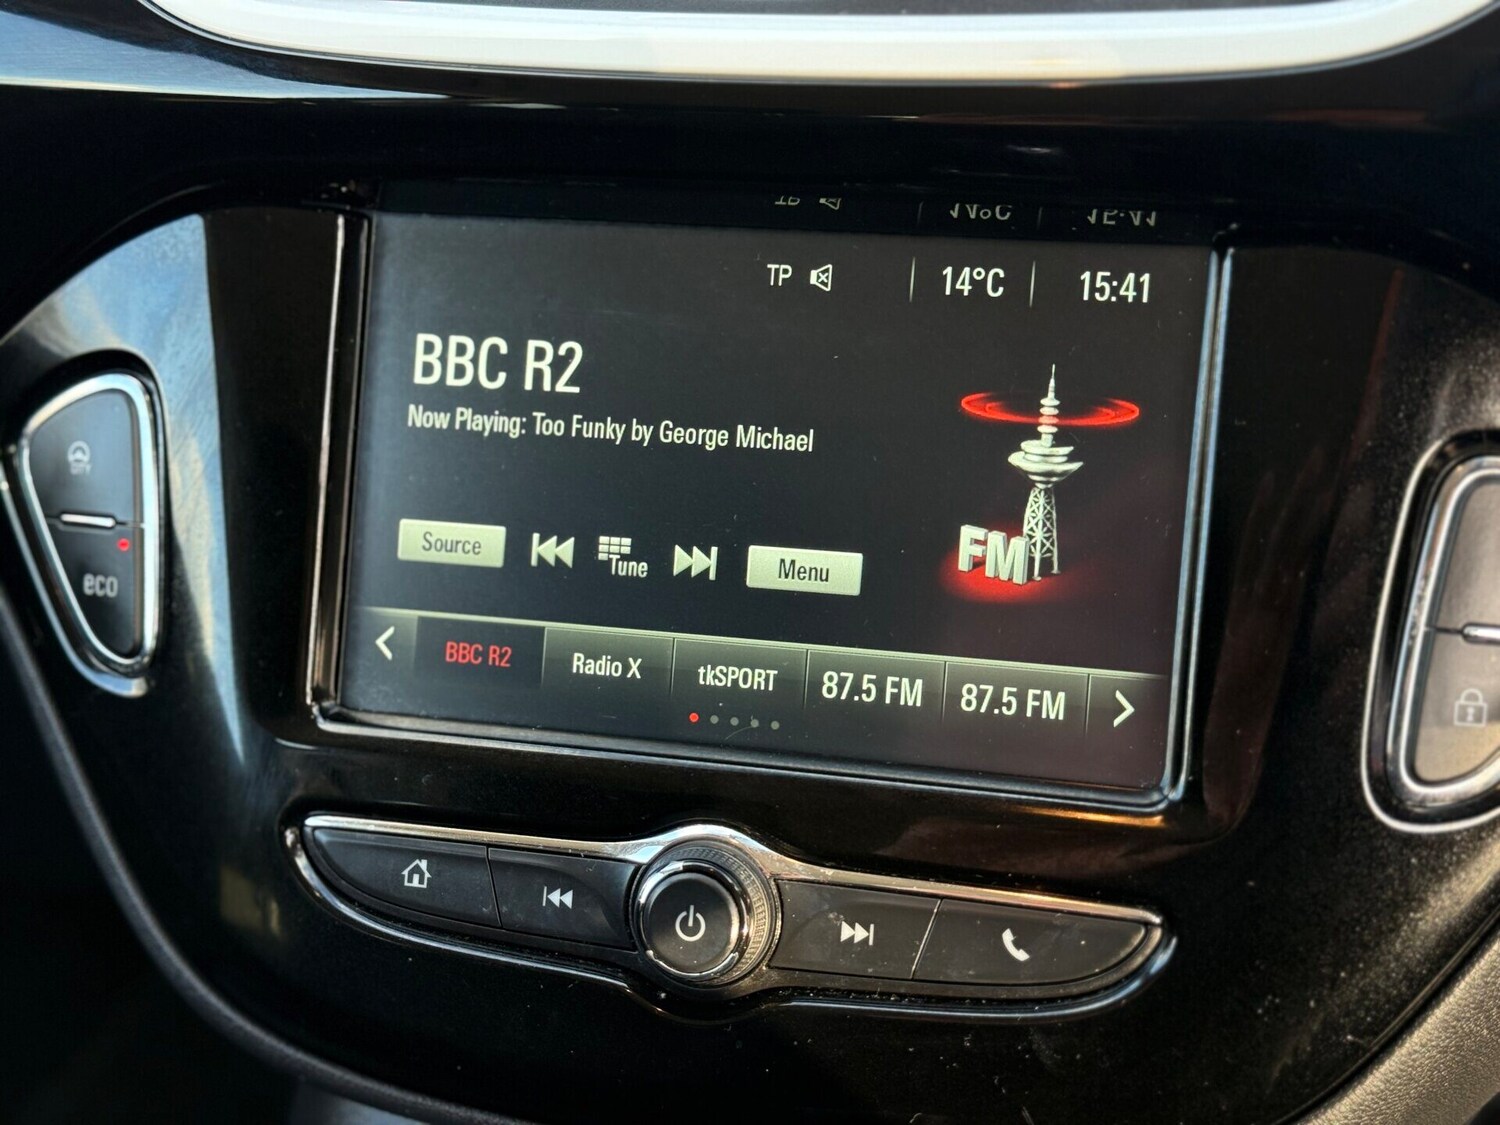 TP 14°C 15:41
BBC R2
Now Playing: Too Funky by George Michael
FM
Source Tune Menu
BBC R2 Radio X tkSPORT 87.5 FM 87.5 FM
CITY
eco